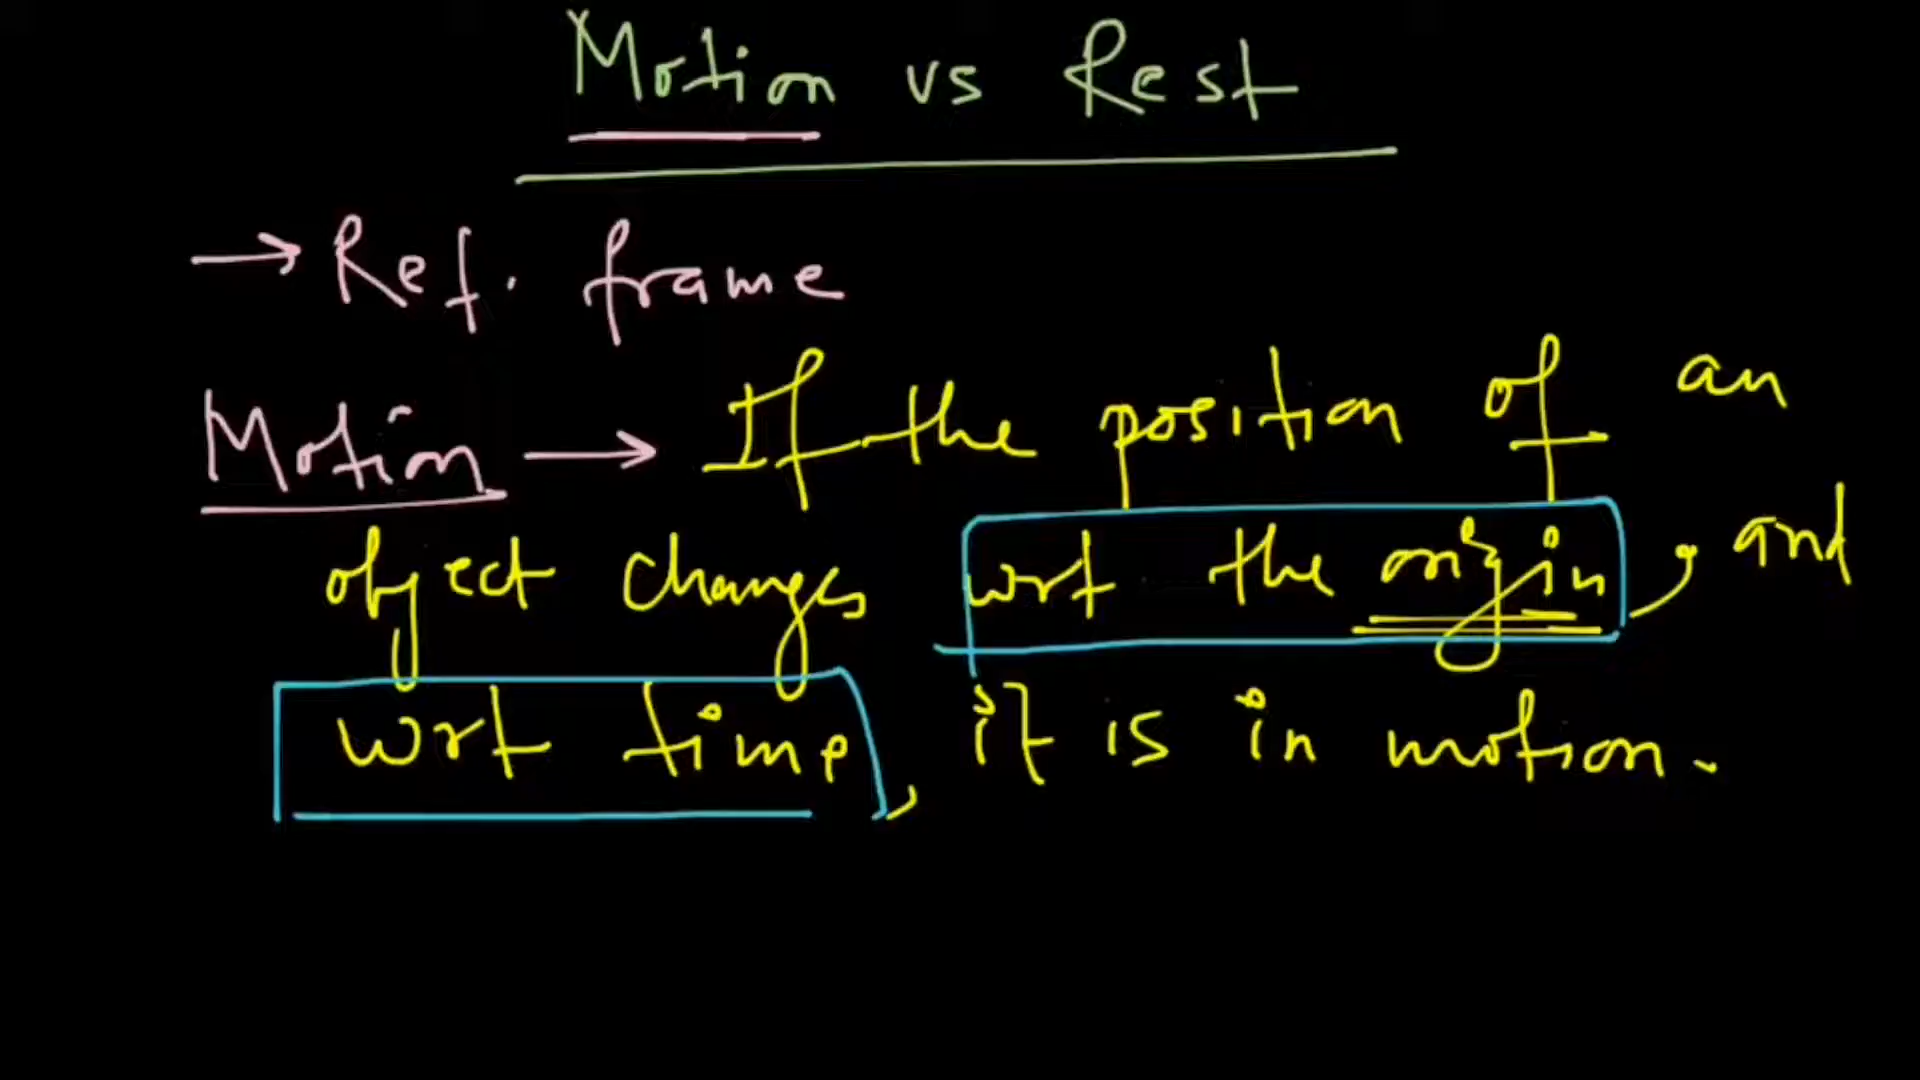 Motion vs Rest
→ Ref. frame
Motion → If the position of an
object changes wrt the origin, and
wrt time, it is in motion.